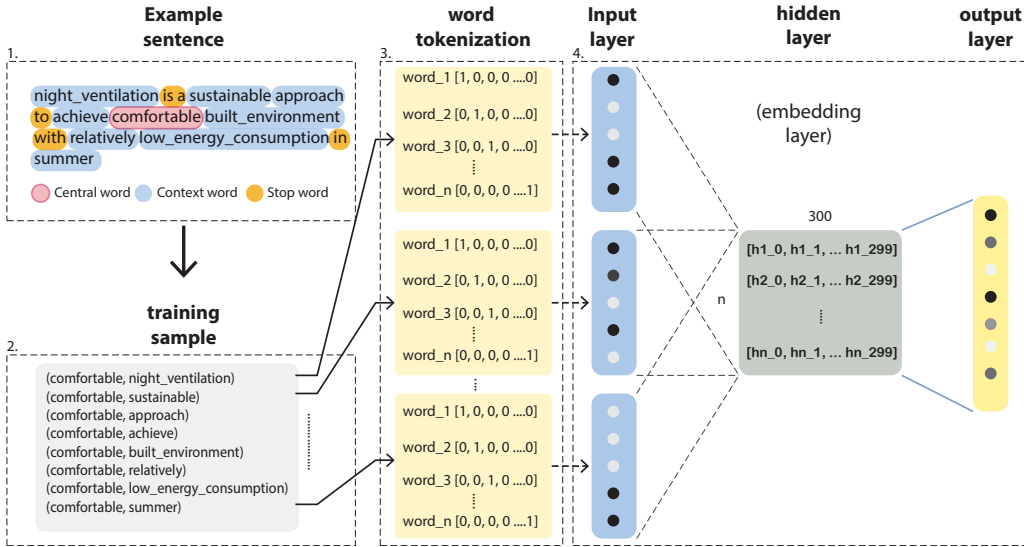 Example
sentence
1.
night_ventilation is a sustainable approach
to achieve comfortable built_environment
with relatively low_energy_consumption in
summer
Central word
Context word
Stop word
training
sample
2.
(comfortable, night_ventilation)
(comfortable, sustainable)
(comfortable, approach)
(comfortable, achieve)
(comfortable, built_environment)
(comfortable, relatively)
(comfortable, low_energy_consumption)
(comfortable, summer)
word
tokenization
3.
word_1 [1, 0, 0, 0 ....0]
word_2 [0, 1, 0, 0 ....0]
word_3 [0, 0, 1, 0 ....0]
word_n [0, 0, 0, 0 ....1]
word_1 [1, 0, 0, 0 ....0]
word_2 [0, 1, 0, 0 ....0]
word_3 [0, 0, 1, 0 ....0]
word_n [0, 0, 0, 0 ....1]
word_1 [1, 0, 0, 0 ....0]
word_2 [0, 1, 0, 0 ....0]
word_3 [0, 0, 1, 0 ....0]
word_n [0, 0, 0, 0 ....1]
Input
layer
4.
hidden
layer
(embedding
layer)
300
n
[h1_0, h1_1, ... h1_299]
[h2_0, h2_1, ... h2_299]
[hn_0, hn_1, ... hn_299]
output
layer